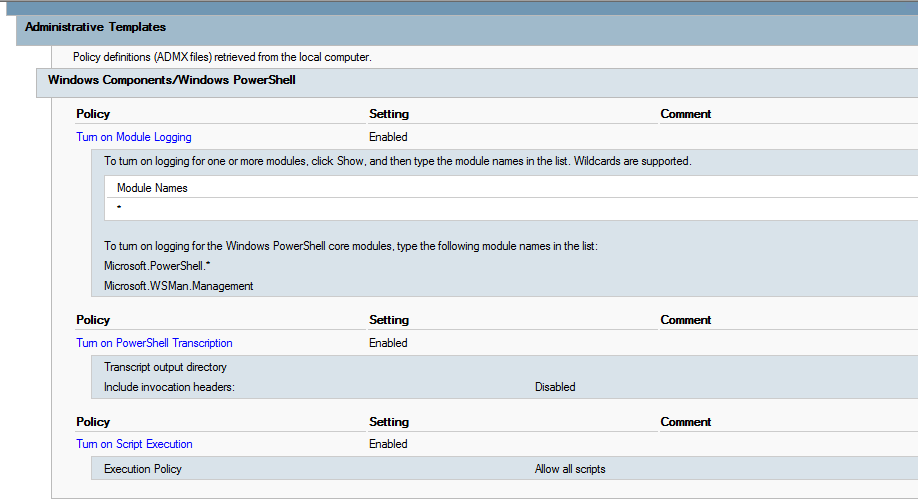 Administrative Templates
Policy definitions (ADMX files) retrieved from the local computer.
Windows Components/Windows PowerShell
Policy Setting Comment
Turn on Module Logging Enabled
To turn on logging for one or more modules, click Show, and then type the module names in the list. Wildcards are supported.
Module Names
*
To turn on logging for the Windows PowerShell core modules, type the following module names in the list:
Microsoft.PowerShell.*
Microsoft.WSMan.Management
Policy Setting Comment
Turn on PowerShell Transcription Enabled
Transcript output directory
Include invocation headers: Disabled
Policy Setting Comment
Turn on Script Execution Enabled
Execution Policy Allow all scripts